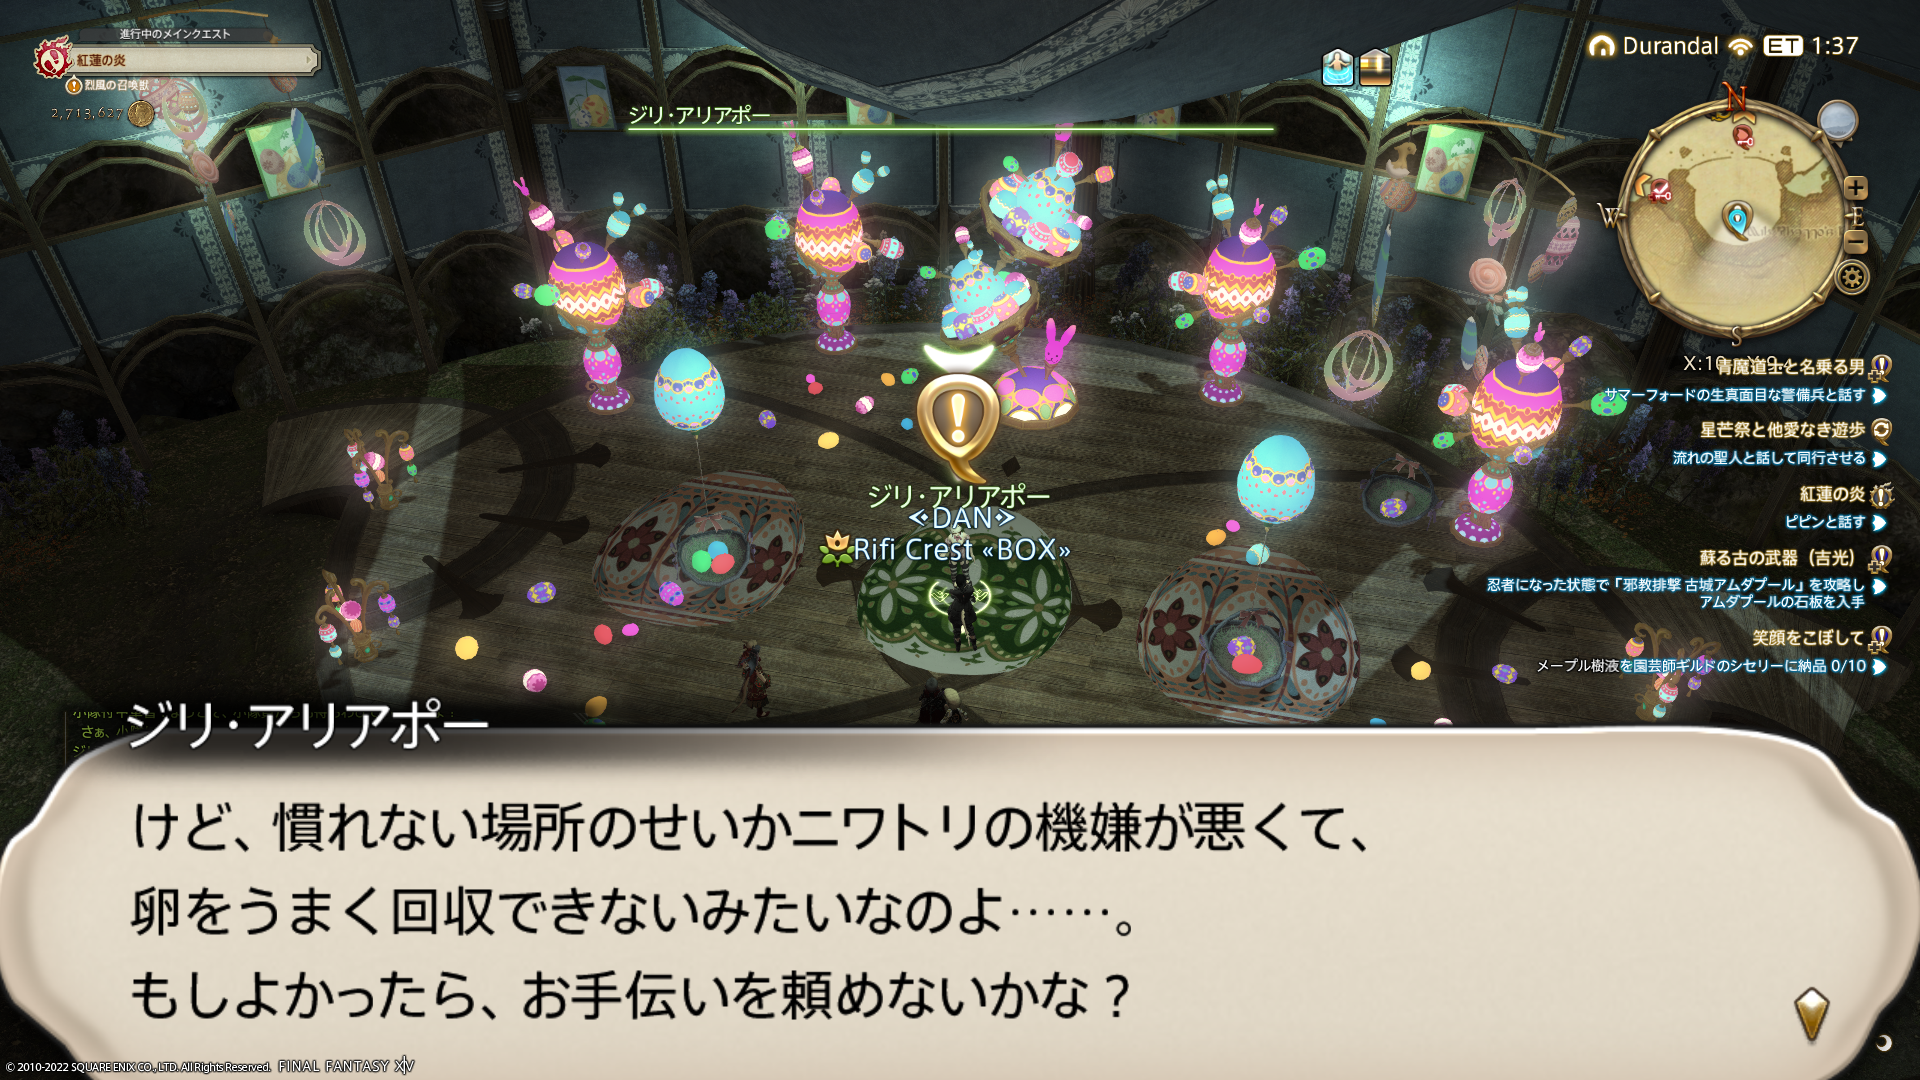 進行中のメインクエスト
紅蓮の炎
烈風の召喚獣
2,713,627
ジリ・アリアポー
Durandal ET 1:37
N
W
E
S
青魔道士と名乗る男
サマーフォードの生真面目な警備兵と話す
星芒祭と他愛なき遊歩
流れの聖人と話して同行させる
紅蓮の炎
ピピンと話す
蘇る古の武器（吉光）
忍者になった状態で『邪教排撃 古城アムダプール』を攻略し
アムダプールの石板を入手
笑顔をこぼして
メープル樹液を園芸師ギルドのシセリーに納品 0/10
ジリ・アリアポー
<DAN>
Rifi Crest «BOX»
ジリ・アリアポー
けど、慣れない場所のせいかニワトリの機嫌が悪くて、
卵をうまく回収できないみたいなのよ……。
もしよかったら、お手伝いを頼めないかな？
© 2010-2022 SQUARE ENIX CO., LTD. All Rights Reserved. FINAL FANTASY XIV